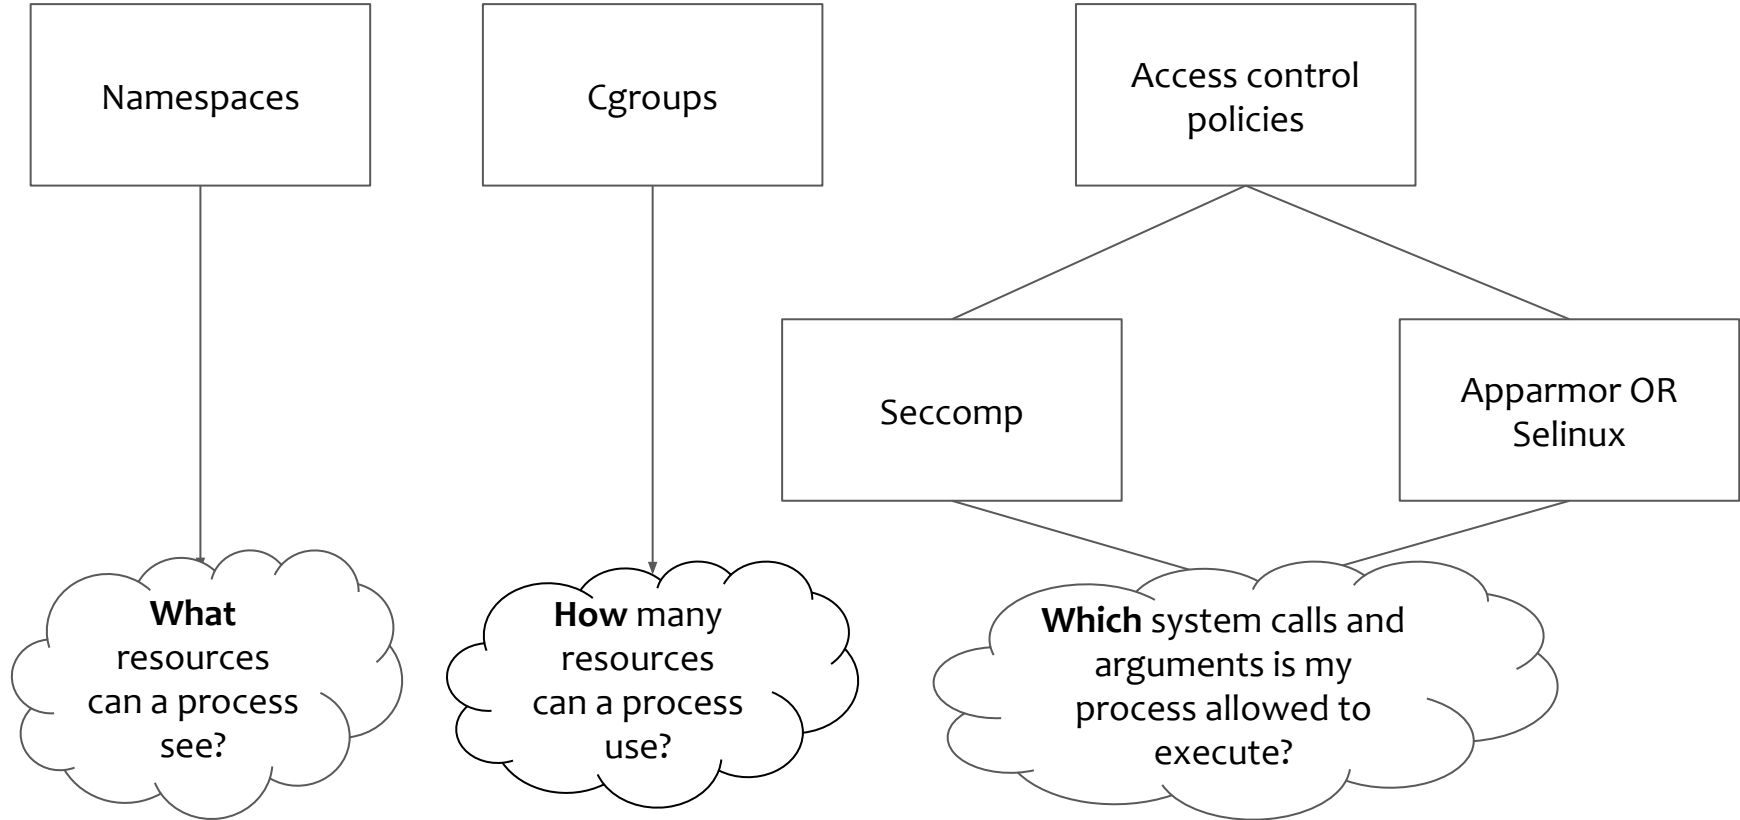 Namespaces
Cgroups
Access control
policies
Seccomp
Apparmor OR
Selinux
What
resources
can a process
see?
How many
resources
can a process
use?
Which system calls and
arguments is my
process allowed to
execute?